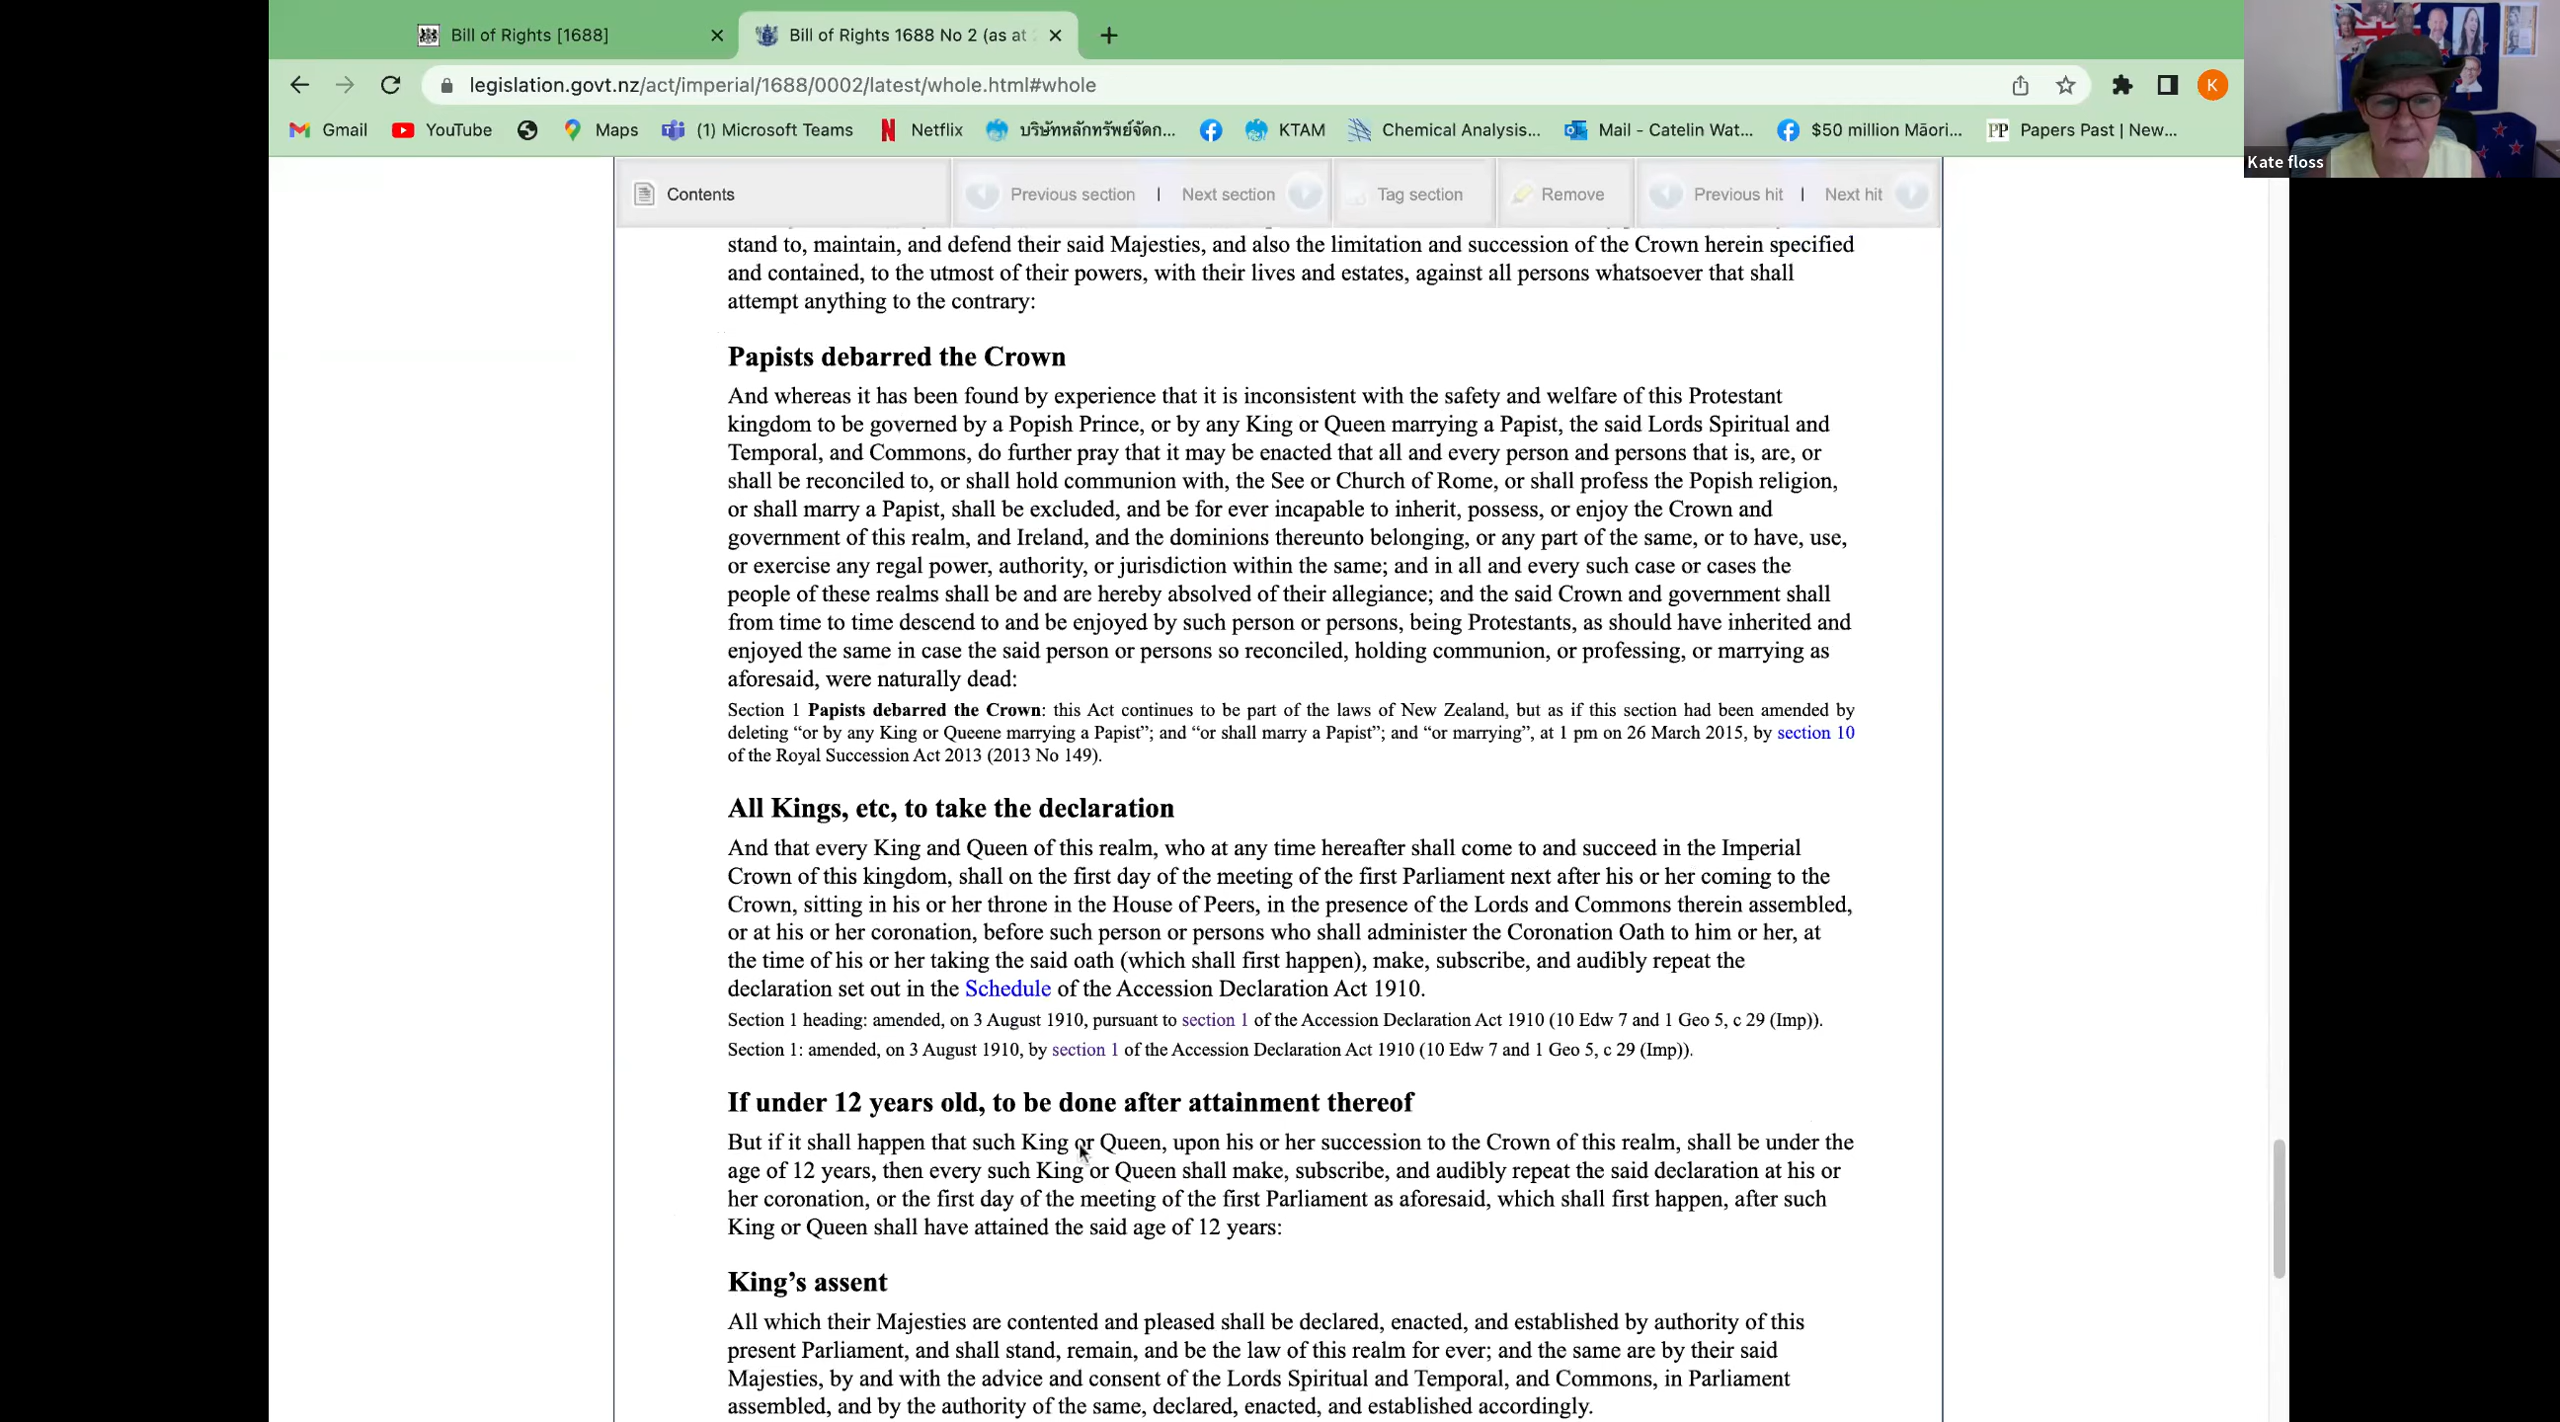 Bill of Rights [1688]
Bill of Rights 1688 No 2 (as at
legislation.govt.nz/act/imperial/1688/0002/latest/whole.html#whole
K
Gmail YouTube Maps (1) Microsoft Teams Netflix บริษัทหลักทรัพย์จัดก... KTAM Chemical Analysis... Mail - Catelin Wat... $50 million Māori... PP Papers Past | New...
Kate floss
Contents Previous section | Next section Tag section Remove Previous hit | Next hit
stand to, maintain, and defend their said Majesties, and also the limitation and succession of the Crown herein specified
and contained, to the utmost of their powers, with their lives and estates, against all persons whatsoever that shall
attempt anything to the contrary:
Papists debarred the Crown
And whereas it has been found by experience that it is inconsistent with the safety and welfare of this Protestant
kingdom to be governed by a Popish Prince, or by any King or Queen marrying a Papist, the said Lords Spiritual and
Temporal, and Commons, do further pray that it may be enacted that all and every person and persons that is, are, or
shall be reconciled to, or shall hold communion with, the See or Church of Rome, or shall profess the Popish religion,
or shall marry a Papist, shall be excluded, and be for ever incapable to inherit, possess, or enjoy the Crown and
government of this realm, and Ireland, and the dominions thereunto belonging, or any part of the same, or to have, use,
or exercise any regal power, authority, or jurisdiction within the same; and in all and every such case or cases the
people of these realms shall be and are hereby absolved of their allegiance; and the said Crown and government shall
from time to time descend to and be enjoyed by such person or persons, being Protestants, as should have inherited and
enjoyed the same in case the said person or persons so reconciled, holding communion, or professing, or marrying as
aforesaid, were naturally dead:
Section 1 Papists debarred the Crown: this Act continues to be part of the laws of New Zealand, but as if this section had been amended by
deleting “or by any King or Queene marrying a Papist”; and “or shall marry a Papist”; and “or marrying”, at 1 pm on 26 March 2015, by section 10
of the Royal Succession Act 2013 (2013 No 149).
All Kings, etc, to take the declaration
And that every King and Queen of this realm, who at any time hereafter shall come to and succeed in the Imperial
Crown of this kingdom, shall on the first day of the meeting of the first Parliament next after his or her coming to the
Crown, sitting in his or her throne in the House of Peers, in the presence of the Lords and Commons therein assembled,
or at his or her coronation, before such person or persons who shall administer the Coronation Oath to him or her, at
the time of his or her taking the said oath (which shall first happen), make, subscribe, and audibly repeat the
declaration set out in the Schedule of the Accession Declaration Act 1910.
Section 1 heading: amended, on 3 August 1910, pursuant to section 1 of the Accession Declaration Act 1910 (10 Edw 7 and 1 Geo 5, c 29 (Imp)).
Section 1: amended, on 3 August 1910, by section 1 of the Accession Declaration Act 1910 (10 Edw 7 and 1 Geo 5, c 29 (Imp)).
If under 12 years old, to be done after attainment thereof
But if it shall happen that such King or Queen, upon his or her succession to the Crown of this realm, shall be under the
age of 12 years, then every such King or Queen shall make, subscribe, and audibly repeat the said declaration at his or
her coronation, or the first day of the meeting of the first Parliament as aforesaid, which shall first happen, after such
King or Queen shall have attained the said age of 12 years:
King’s assent
All which their Majesties are contented and pleased shall be declared, enacted, and established by authority of this
present Parliament, and shall stand, remain, and be the law of this realm for ever; and the same are by their said
Majesties, by and with the advice and consent of the Lords Spiritual and Temporal, and Commons, in Parliament
assembled, and by the authority of the same, declared, enacted, and established accordingly.